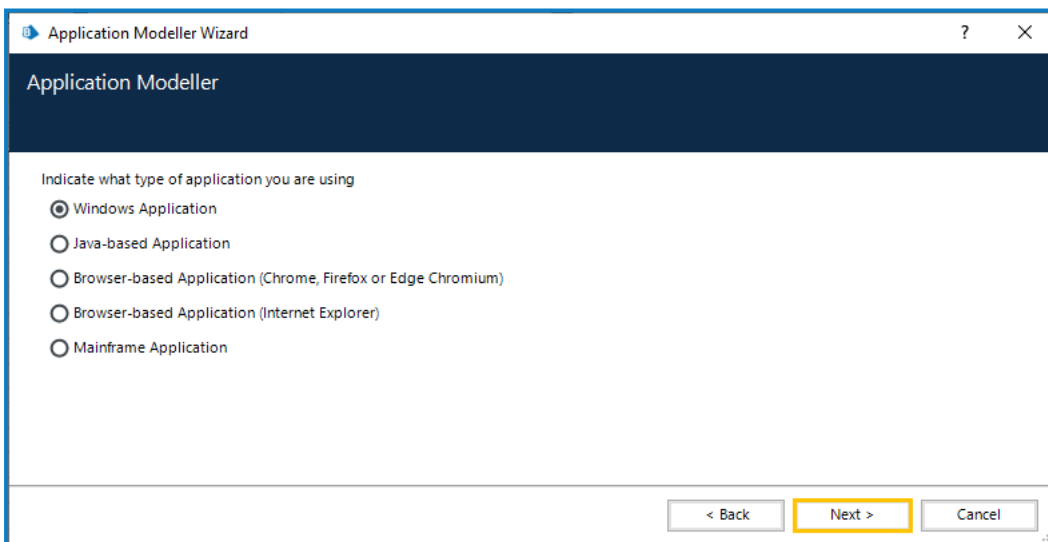 Application Modeller Wizard ?
Application Modeller
Indicate what type of application you are using
Windows Application
Java-based Application
Browser-based Application (Chrome, Firefox or Edge Chromium)
Browser-based Application (Internet Explorer)
Mainframe Application
< Back Next > Cancel